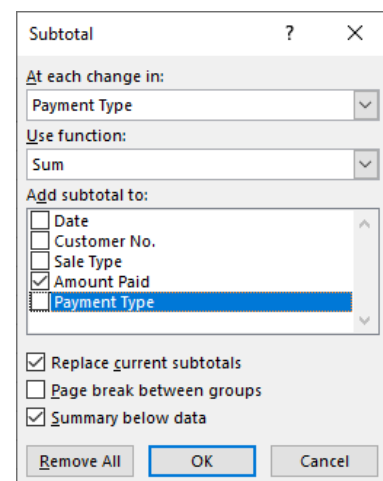 Subtotal ? ×
At each change in:
Payment Type
Use function:
Sum
Add subtotal to:
Date
Customer No.
Sale Type
Amount Paid
Payment Type
Replace current subtotals
Page break between groups
Summary below data
Remove All OK Cancel